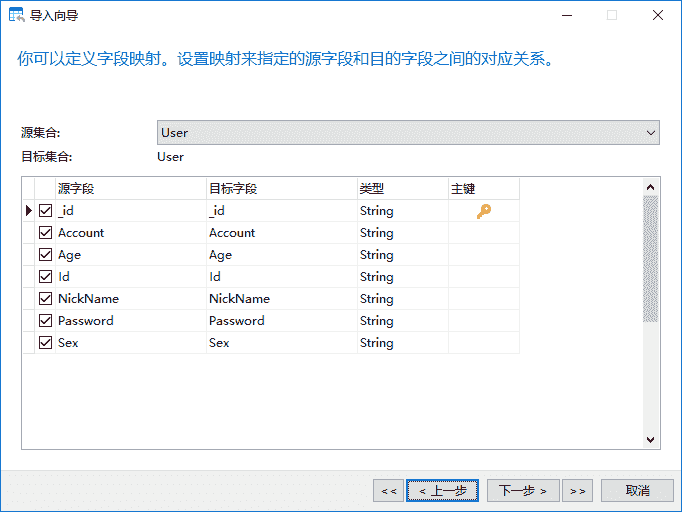 导入向导
你可以定义字段映射。设置映射来指定的源字段和目的字段之间的对应关系。
源集合: User
目标集合: User
源字段 目标字段 类型 主键
_id _id String
Account Account String
Age Age String
Id Id String
NickName NickName String
Password Password String
Sex Sex String
<< < 上一步 下一步 > >> 取消